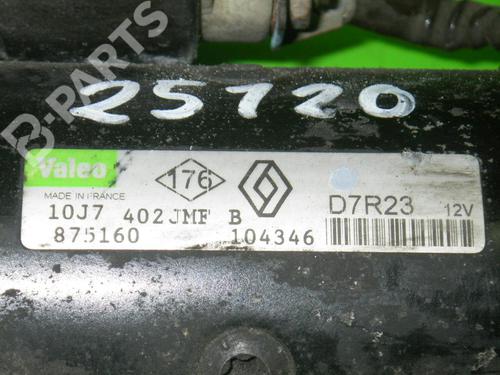 B-PARTS
25120
Valeo
176
MADE IN FRANCE
10J7 402JMF B
D7R23 12V
875160 104346